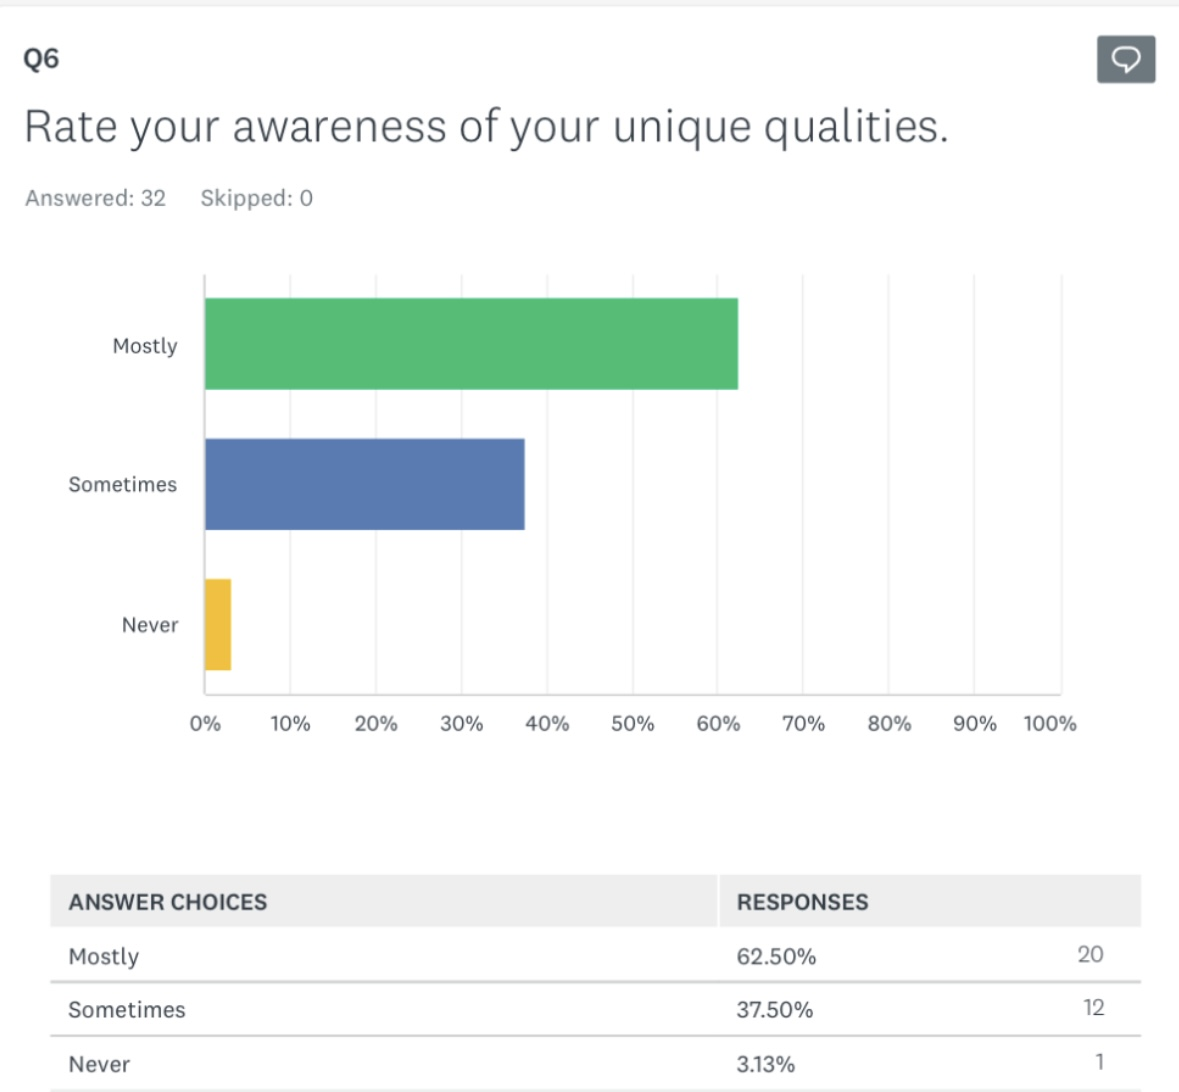 Q6
Rate your awareness of your unique qualities.
Answered: 32 Skipped: 0
Mostly
Sometimes
Never
0% 10% 20% 30% 40% 50% 60% 70% 80% 90% 100%
ANSWER CHOICES RESPONSES
Mostly 62.50% 20
Sometimes 37.50% 12
Never 3.13% 1